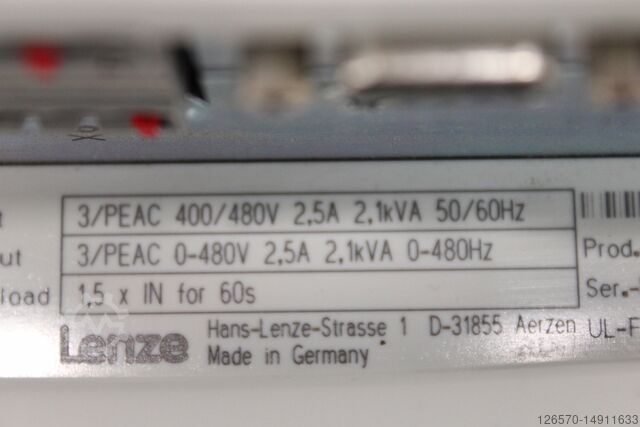 3/PEAC 400/480V 2,5A 2.1kVA 50/60Hz
ut 3/PEAC 0-480V 2,5A 2.1kVA 0-480Hz Prod.
load 1,5 x IN for 60s Ser.-
Lenze Hans-Lenze-Strasse 1 D-31855 Aerzen UL-F
Made in Germany
126570-14911633